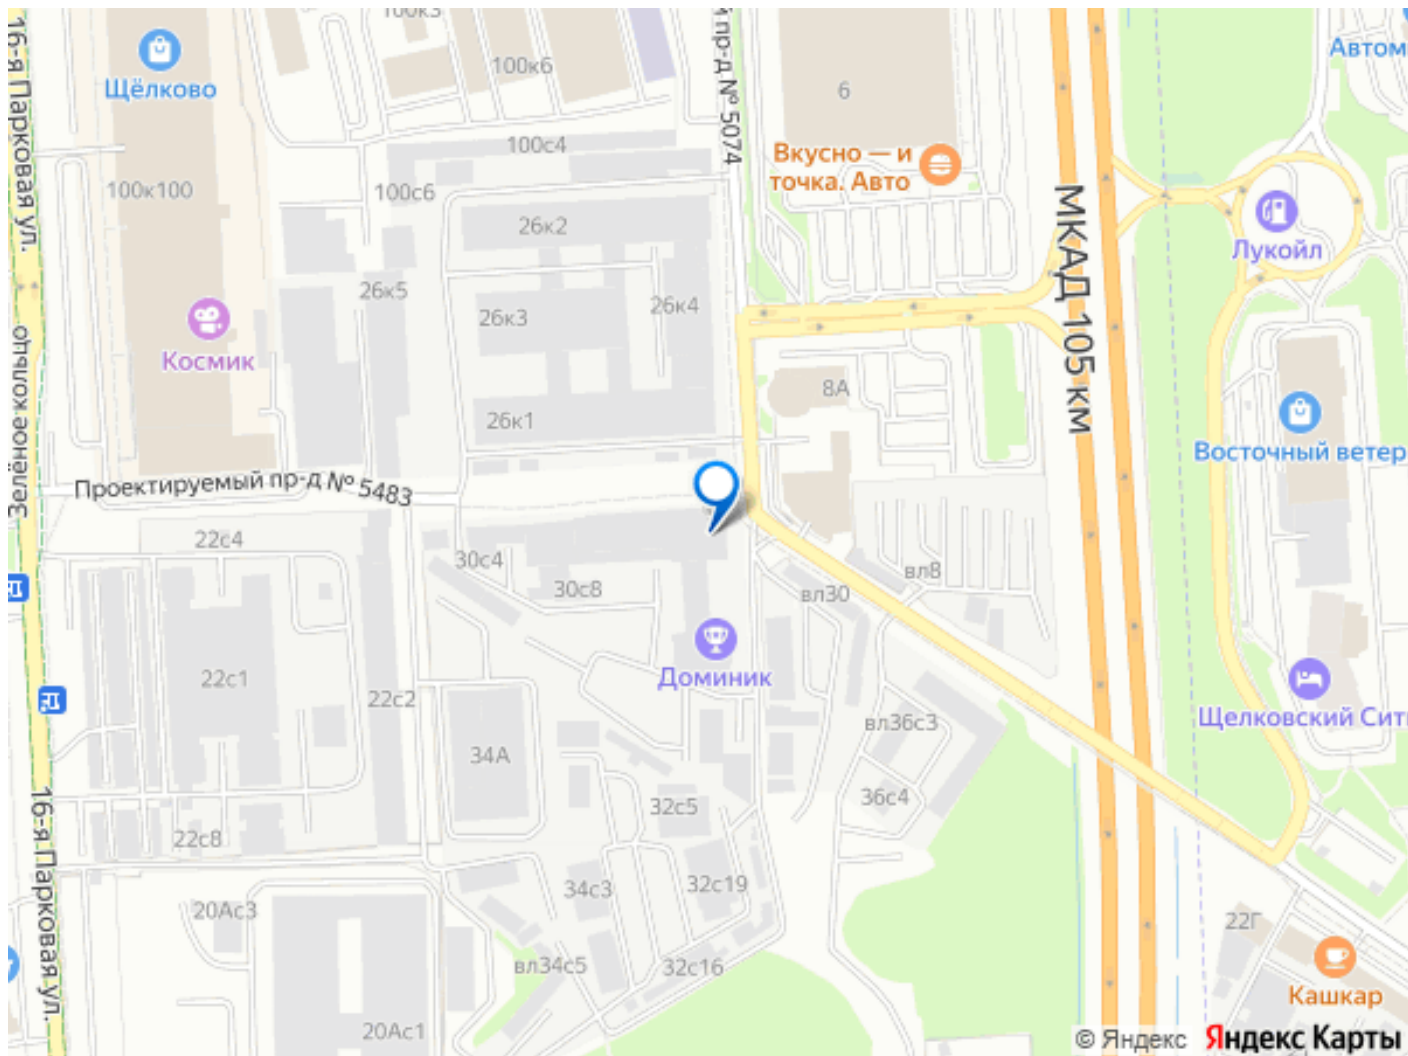 100к3
16-я Парковая ул.
Щёлково
100к6
й пр-д № 5074
6
Автом
Вкусно — и
точка. Авто
100с4
100к100
100с6
26к2
МКАД 105 км
Лукойл
26к5
26к3
26к4
Космик
8А
Зелёное кольцо
26к1
Восточный ветер
Проектируемый пр-д № 5483
22с4
30с4
30с8
вл8
вл30
Доминик
22с1
22с2
Щелковский Сит
вл36с3
34А
36с4
32с5
22с8
16-я Парковая ул.
34с3
32с19
20Ас3
22Г
вл34с5
32с16
Кашкар
20Ас1
© Яндекс Яндекс Карты